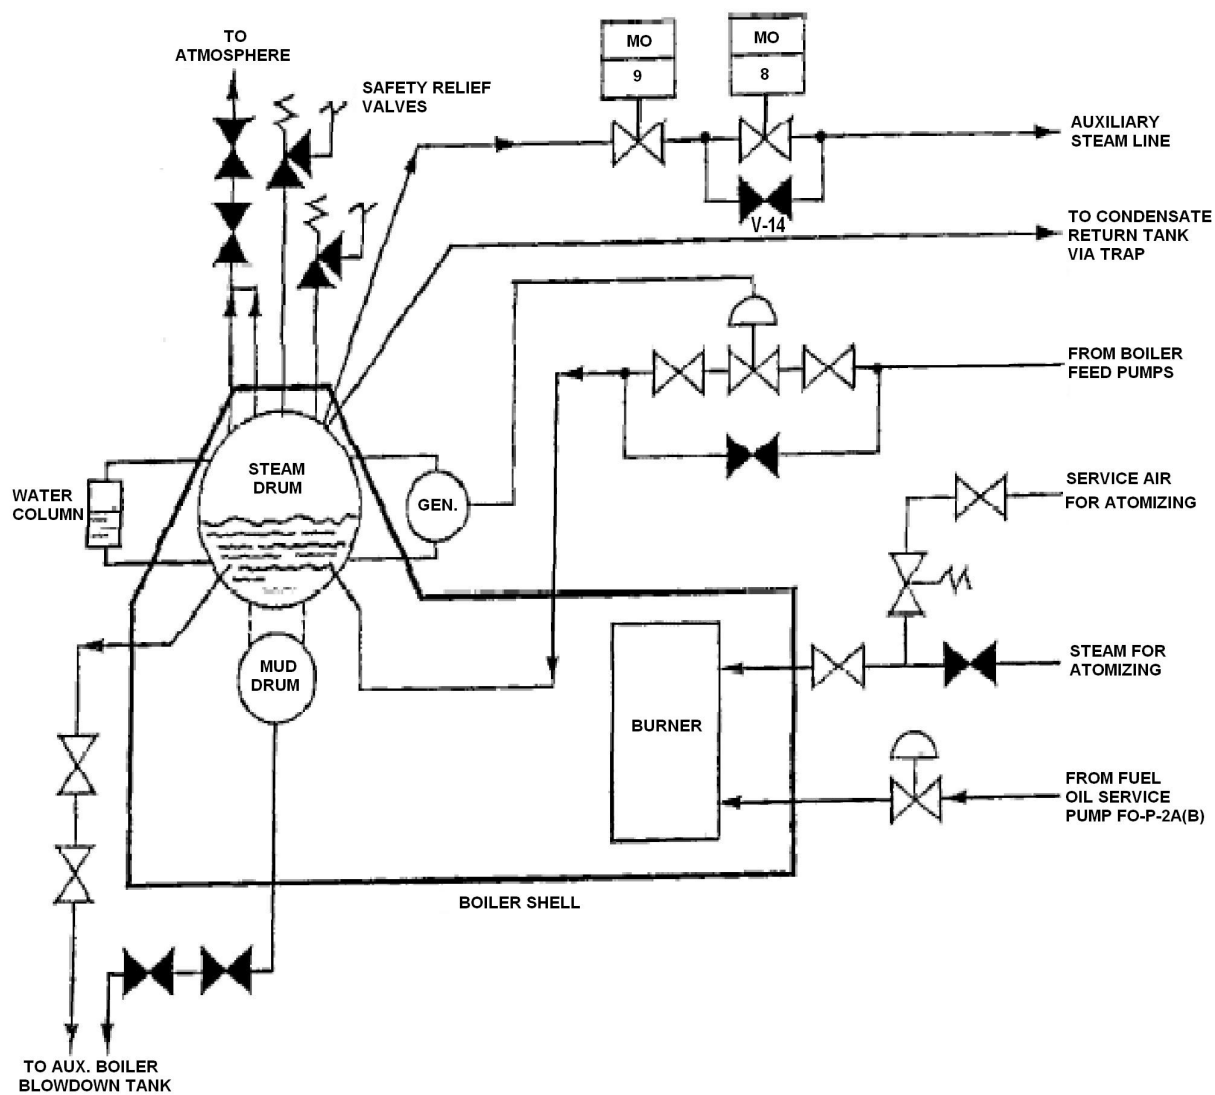 TO
ATMOSPHERE
SAFETY RELIEF
VALVES
MO
9
MO
8
AUXILIARY
STEAM LINE
V-14
TO CONDENSATE
RETURN TANK
VIA TRAP
FROM BOILER
FEED PUMPS
STEAM
DRUM
WATER
COLUMN
GEN.
SERVICE AIR
FOR ATOMIZING
STEAM FOR
ATOMIZING
MUD
DRUM
BURNER
FROM FUEL
OIL SERVICE
PUMP FO-P-2A(B)
BOILER SHELL
TO AUX. BOILER
BLOWDOWN TANK